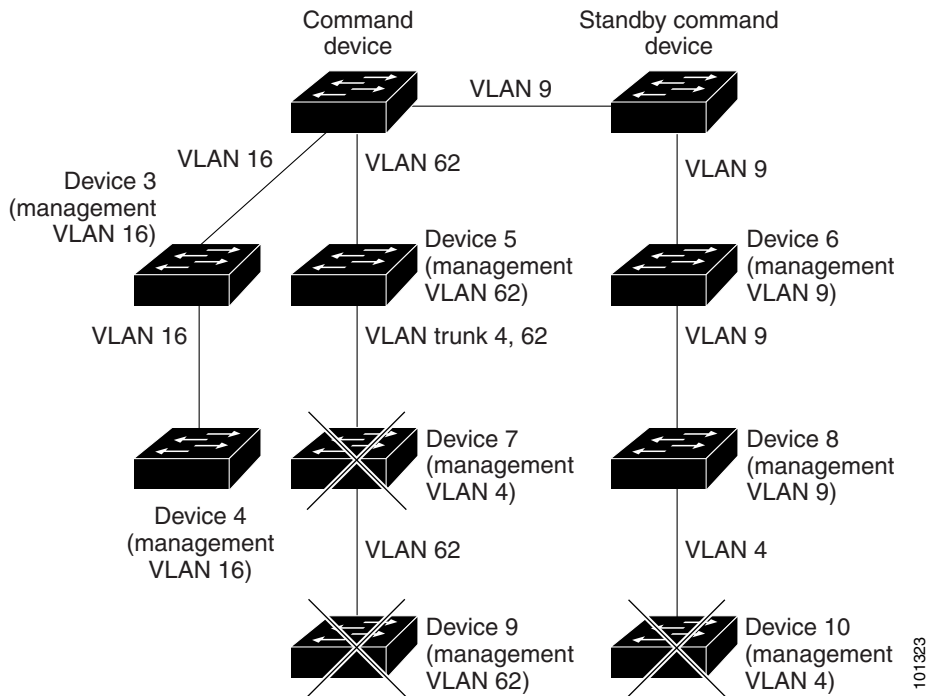 Command
device
Standby command
device
VLAN 9
VLAN 16
VLAN 62
VLAN 9
Device 3
(management
VLAN 16)
Device 5
(management
VLAN 62)
Device 6
(management
VLAN 9)
VLAN 16
VLAN trunk 4, 62
VLAN 9
Device 7
(management
VLAN 4)
Device 8
(management
VLAN 9)
Device 4
(management
VLAN 16)
VLAN 62
VLAN 4
Device 9
(management
VLAN 62)
Device 10
(management
VLAN 4)
101323